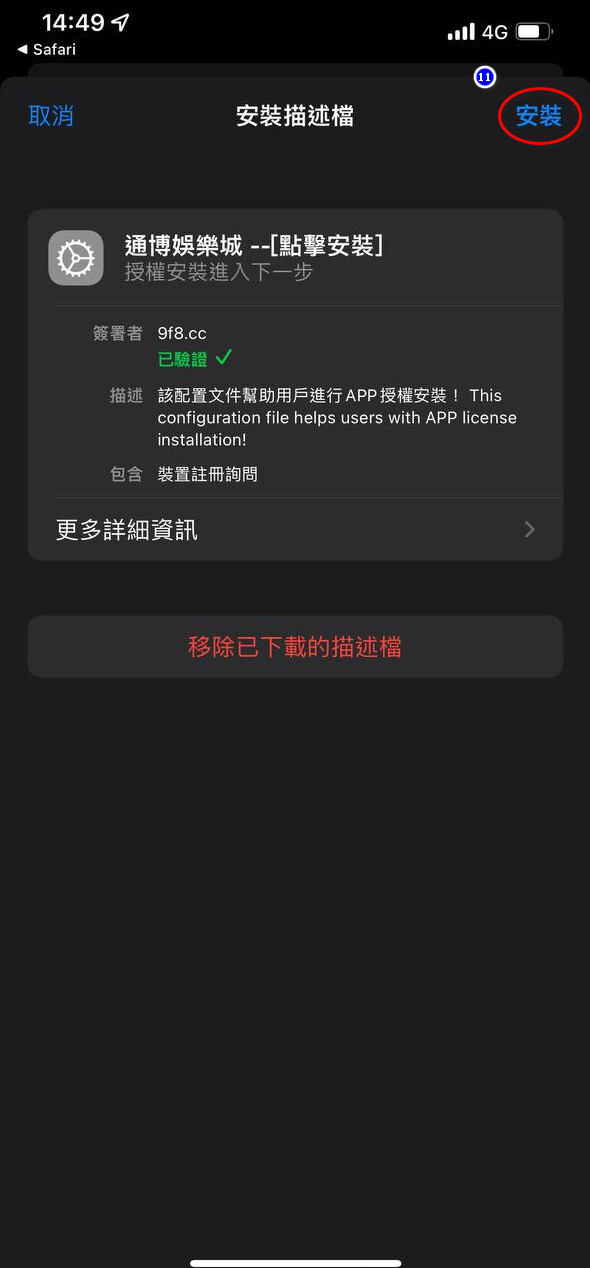 14:49
4G
◀ Safari
11
取消
安裝描述檔
安裝
通博娛樂城 --[點擊安裝]
授權安裝進入下一步
簽署者 9f8.cc
已驗證 ✓
描述 該配置文件幫助用戶進行APP授權安裝！ This
configuration file helps users with APP license
installation!
包含 裝置註冊詢問
更多詳細資訊
移除已下載的描述檔